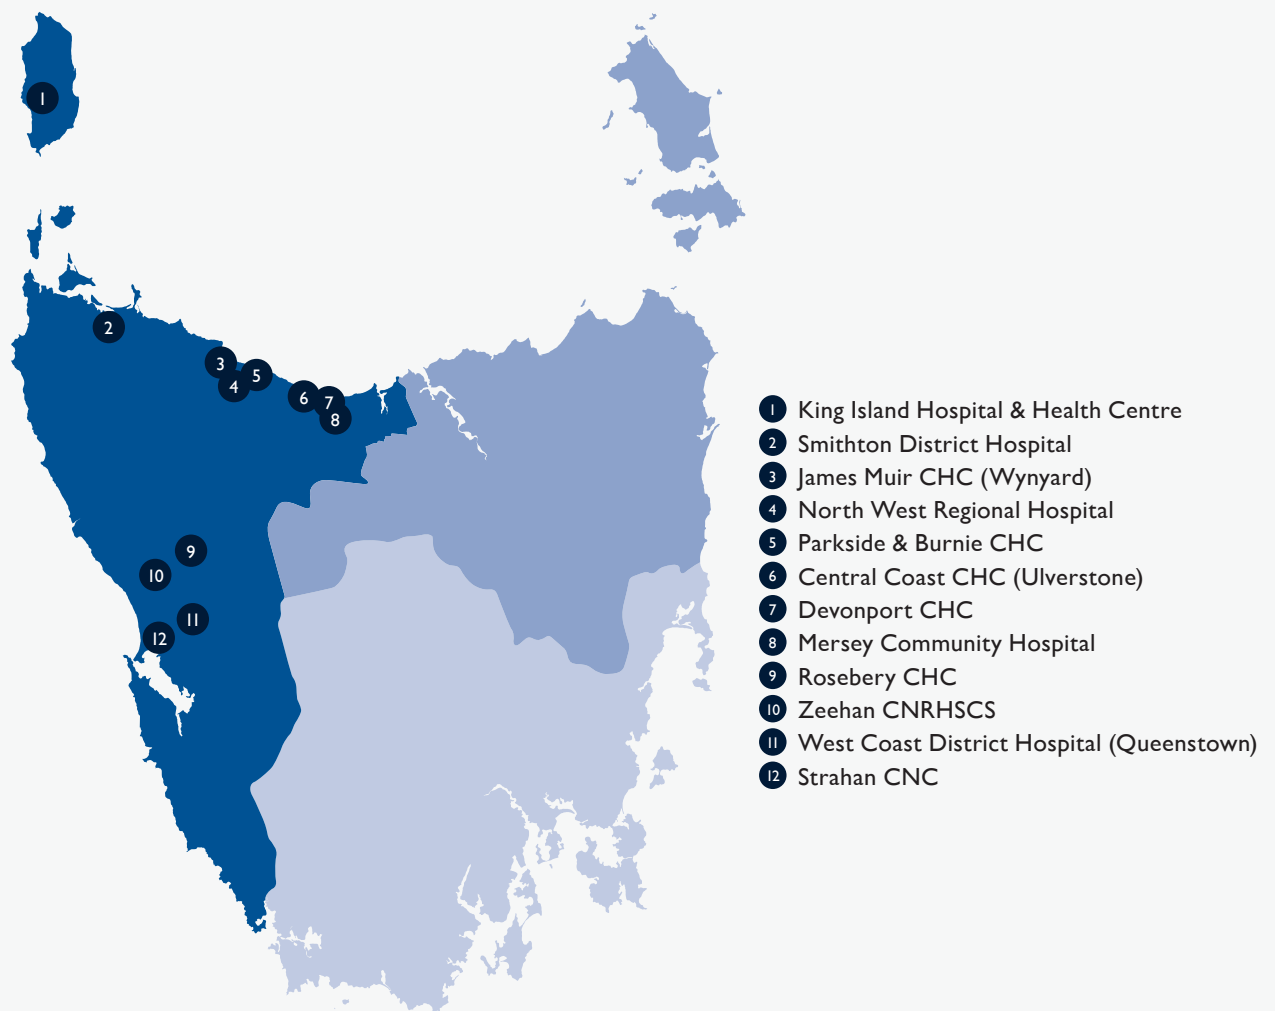 1
2
3
5
4
6
7
8
9
10
11
12
1 King Island Hospital & Health Centre
2 Smithton District Hospital
3 James Muir CHC (Wynyard)
4 North West Regional Hospital
5 Parkside & Burnie CHC
6 Central Coast CHC (Ulverstone)
7 Devonport CHC
8 Mersey Community Hospital
9 Rosebery CHC
10 Zeehan CNRHSCS
11 West Coast District Hospital (Queenstown)
12 Strahan CNC